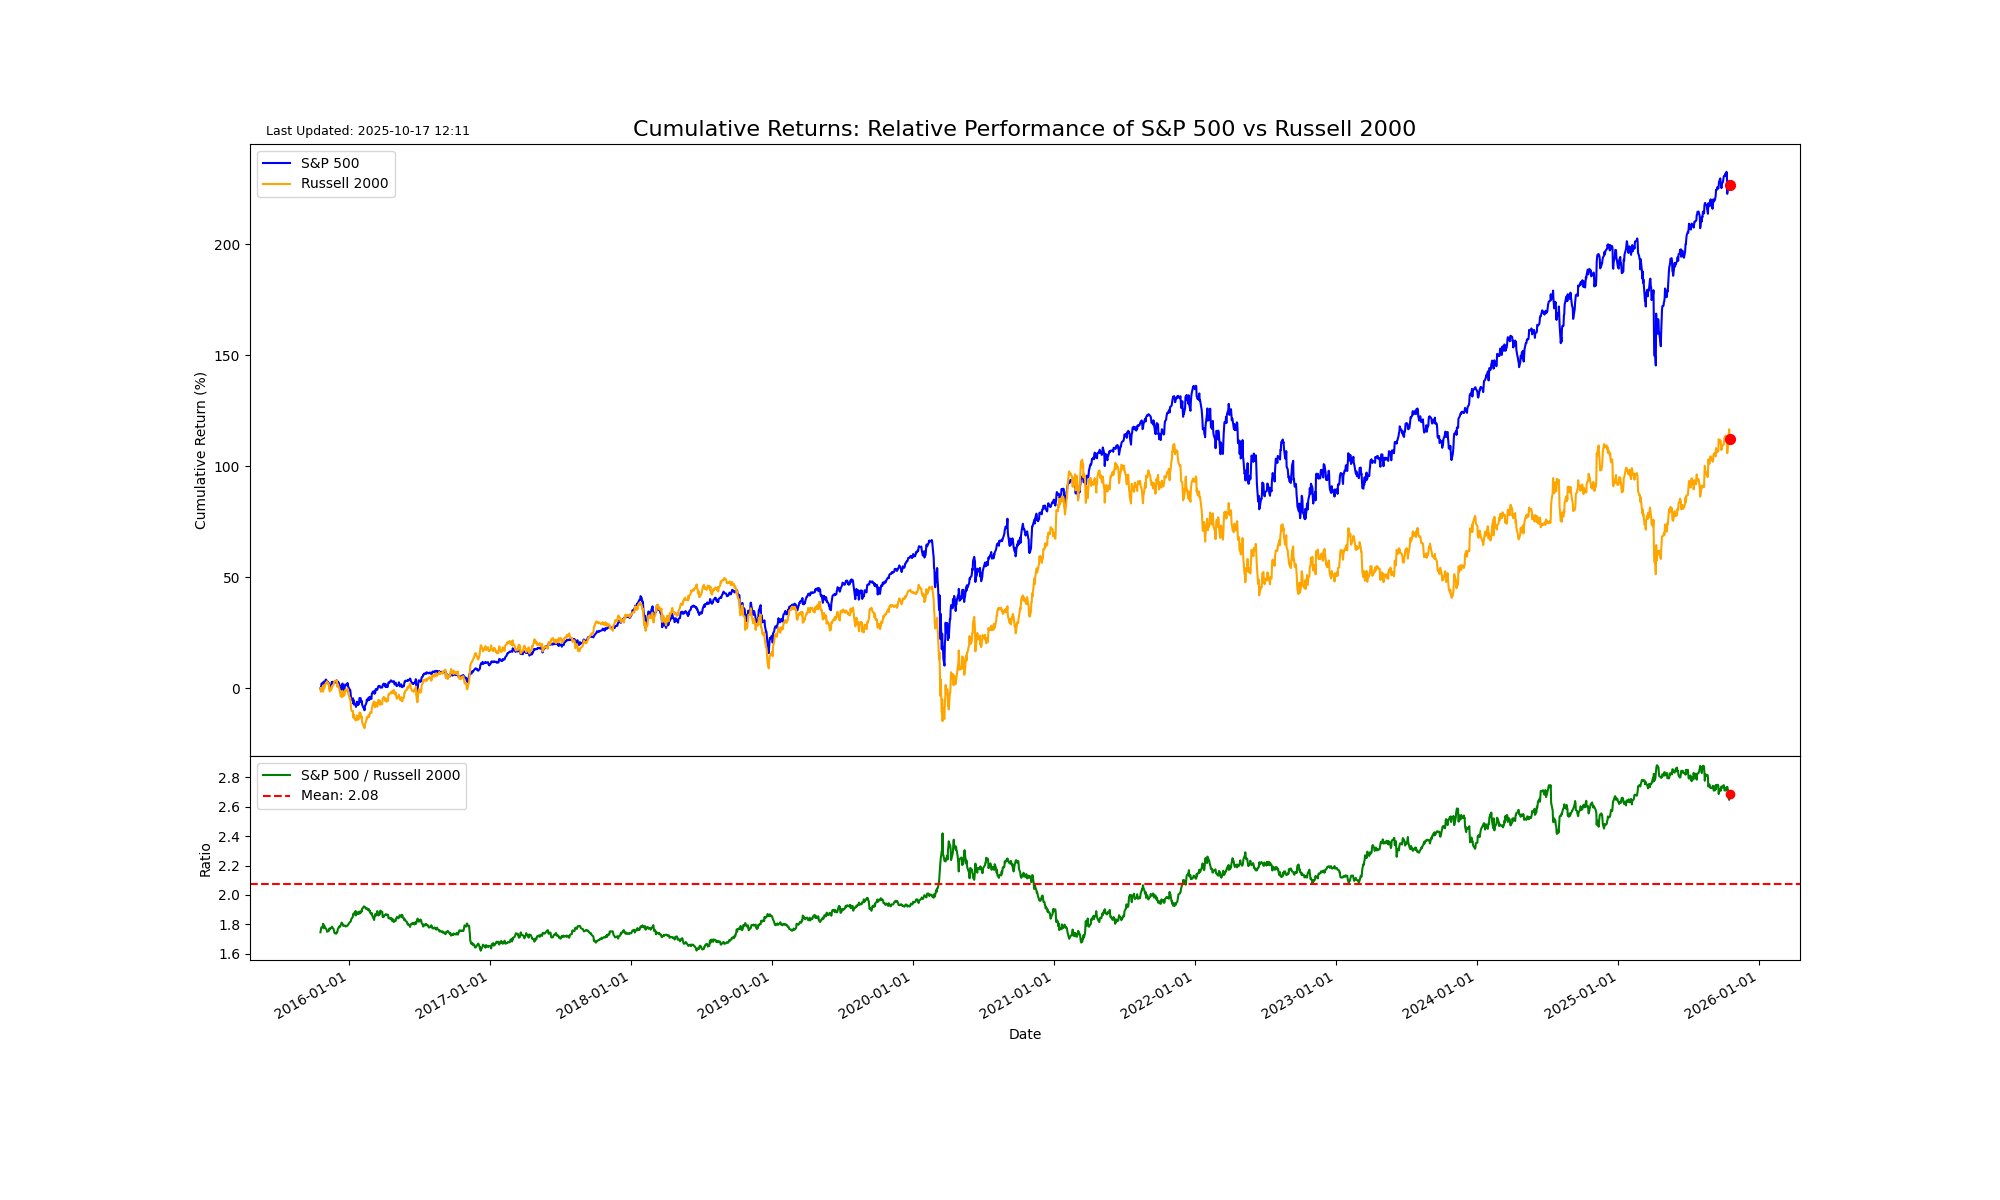 Last Updated: 2025-10-17 12:11
Cumulative Returns: Relative Performance of S&P 500 vs Russell 2000
S&P 500
Russell 2000
Cumulative Return (%)
200
150
100
50
0
S&P 500 / Russell 2000
Mean: 2.08
Ratio
2.8
2.6
2.4
2.2
2.0
1.8
1.6
2016-01-01
2017-01-01
2018-01-01
2019-01-01
2020-01-01
2021-01-01
2022-01-01
2023-01-01
2024-01-01
2025-01-01
2026-01-01
Date